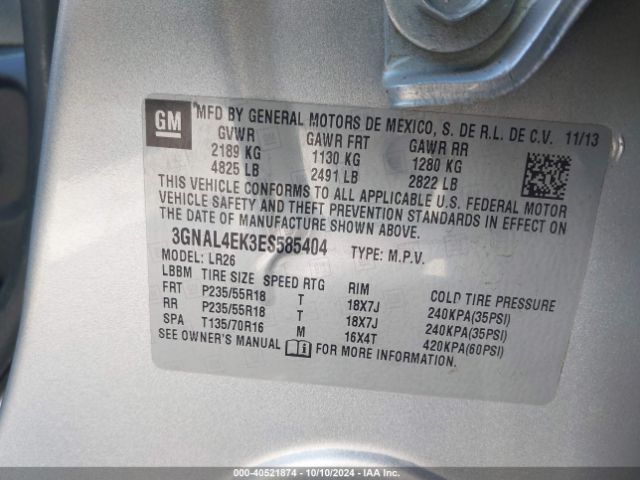 GM
MFD BY GENERAL MOTORS DE MEXICO, S. DE R.L. DE C.V. 11/13
GVWR GAWR FRT GAWR RR
2189 KG 1130 KG 1280 KG
4825 LB 2491 LB 2822 LB
THIS VEHICLE CONFORMS TO ALL APPLICABLE U.S. FEDERAL MOTOR
VEHICLE SAFETY AND THEFT PREVENTION STANDARDS IN EFFECT ON
THE DATE OF MANUFACTURE SHOWN ABOVE.
3GNAL4EK3ES585404 TYPE: M.P.V.
MODEL: LR26
LBBM TIRE SIZE SPEED RTG RIM COLD TIRE PRESSURE
FRT P235/55R18 T 18X7J 240KPA(35PSI)
RR P235/55R18 T 18X7J 240KPA(35PSI)
SPA T135/70R16 M 16X4T 420KPA(60PSI)
SEE OWNER'S MANUAL FOR MORE INFORMATION.
000-40521874 - 10/10/2024 - IAA Inc.